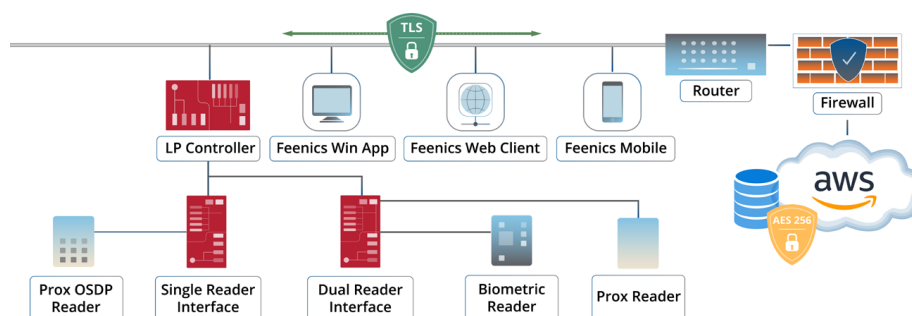 TLS
Router
Firewall
LP Controller
Feenics Win App
Feenics Web Client
Feenics Mobile
aws
AES 256
Prox OSDP
Reader
Single Reader
Interface
Dual Reader
Interface
Biometric
Reader
Prox Reader